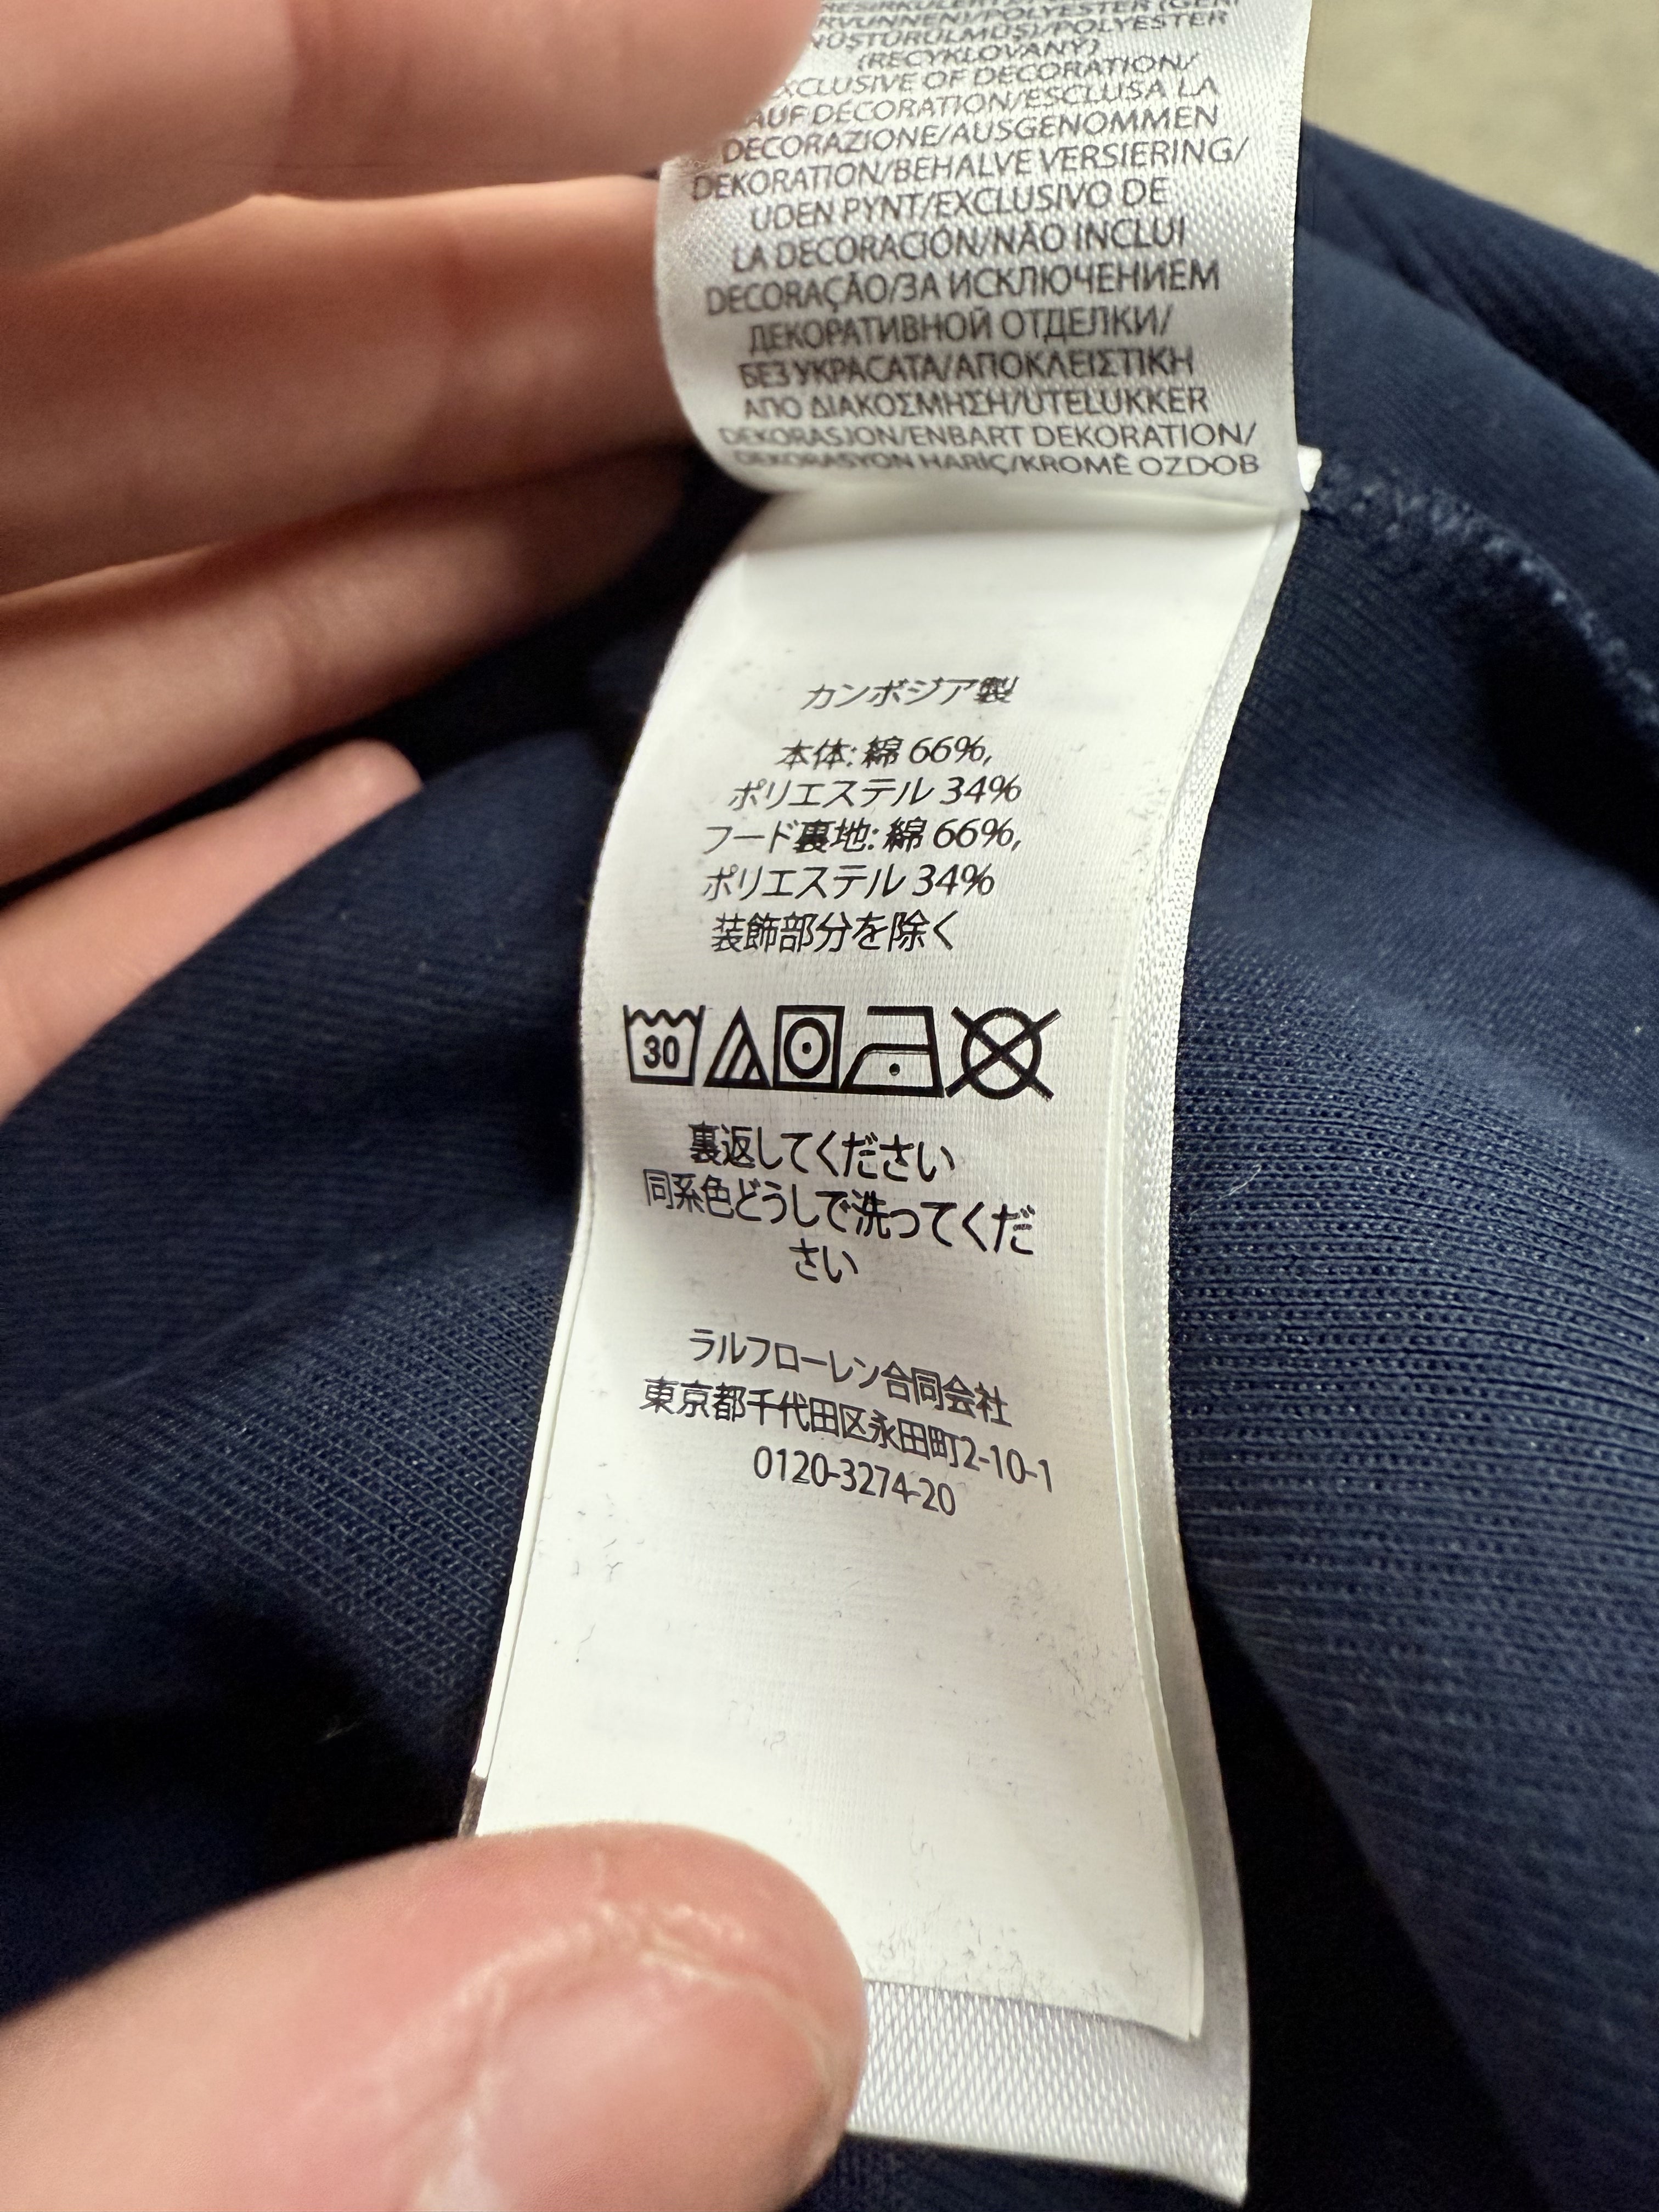 POLYESTER
(RECYKLOVANÝ)
EXCLUSIVE OF DECORATION/
DÉCORATION/ESCLUSA LA
DECORAZIONE/AUSGENOMMEN
DEKORATION/BEHALVE VERSIERING/
UDEN PYNT/EXCLUSIVO DE
LA DECORACIÓN/NÃO INCLUI
DECORAÇÃO/ЗА ИСКЛЮЧЕНИЕМ
ДЕКОРАТИВНОЙ ОТДЕЛКИ/
БЕЗ УКРАСАТА/ΑΠΟΚΛΕΙΣΤΙΚΗ
ΑΠΟ ΔΙΑΚΟΣΜΗΣΗ/UTELUKKER
DEKORASJON/ENBART DEKORATION/
DEKORASYON HARİÇ/KROMĚ OZDOB
カンボジア製
本体: 綿 66%,
ポリエステル 34%
フード裏地: 綿 66%,
ポリエステル 34%
装飾部分を除く
30
裏返してください
同系色どうしで洗ってくだ
さい
ラルフローレン合同会社
東京都千代田区永田町2-10-1
0120-3274-20